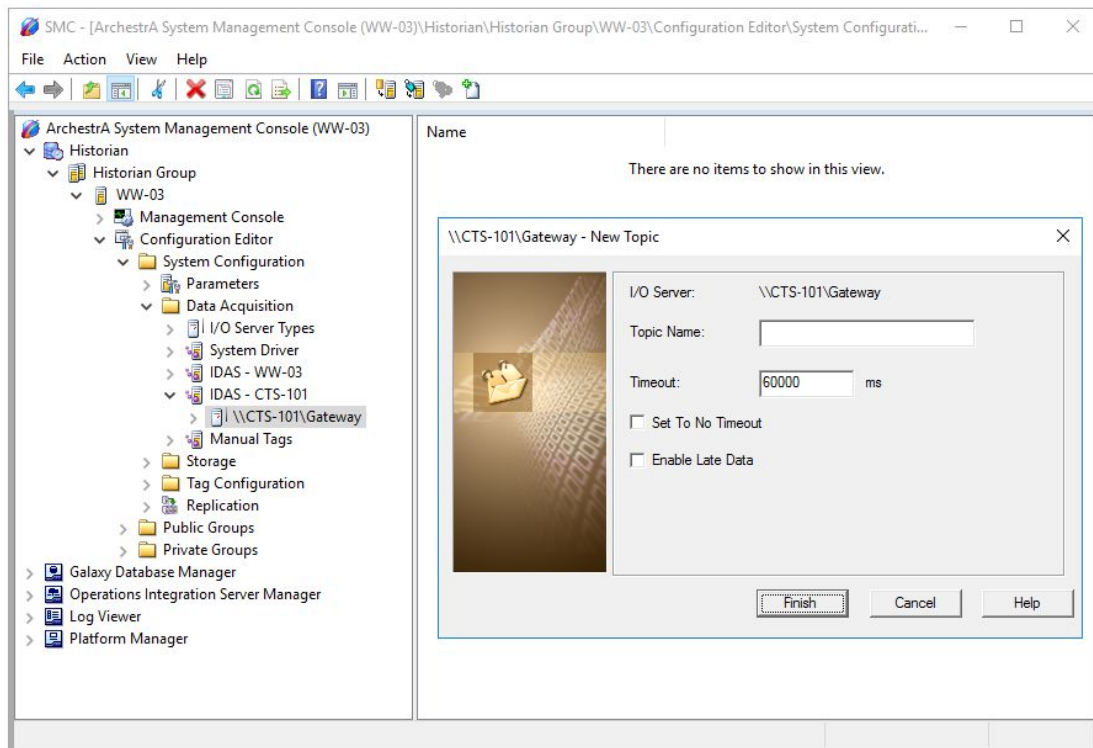 SMC - [ArchestrA System Management Console (WW-03)\Historian\Historian Group\WW-03\Configuration Editor\System Configurati...
File Action View Help
ArchestrA System Management Console (WW-03)
Historian
Historian Group
WW-03
Management Console
Configuration Editor
System Configuration
Parameters
Data Acquisition
I/O Server Types
System Driver
IDAS - WW-03
IDAS - CTS-101
\\CTS-101\Gateway
Manual Tags
Storage
Tag Configuration
Replication
Public Groups
Private Groups
Galaxy Database Manager
Operations Integration Server Manager
Log Viewer
Platform Manager
Name
There are no items to show in this view.
\\CTS-101\Gateway - New Topic
I/O Server: \\CTS-101\Gateway
Topic Name:
Timeout: 60000 ms
Set To No Timeout
Enable Late Data
Finish Cancel Help